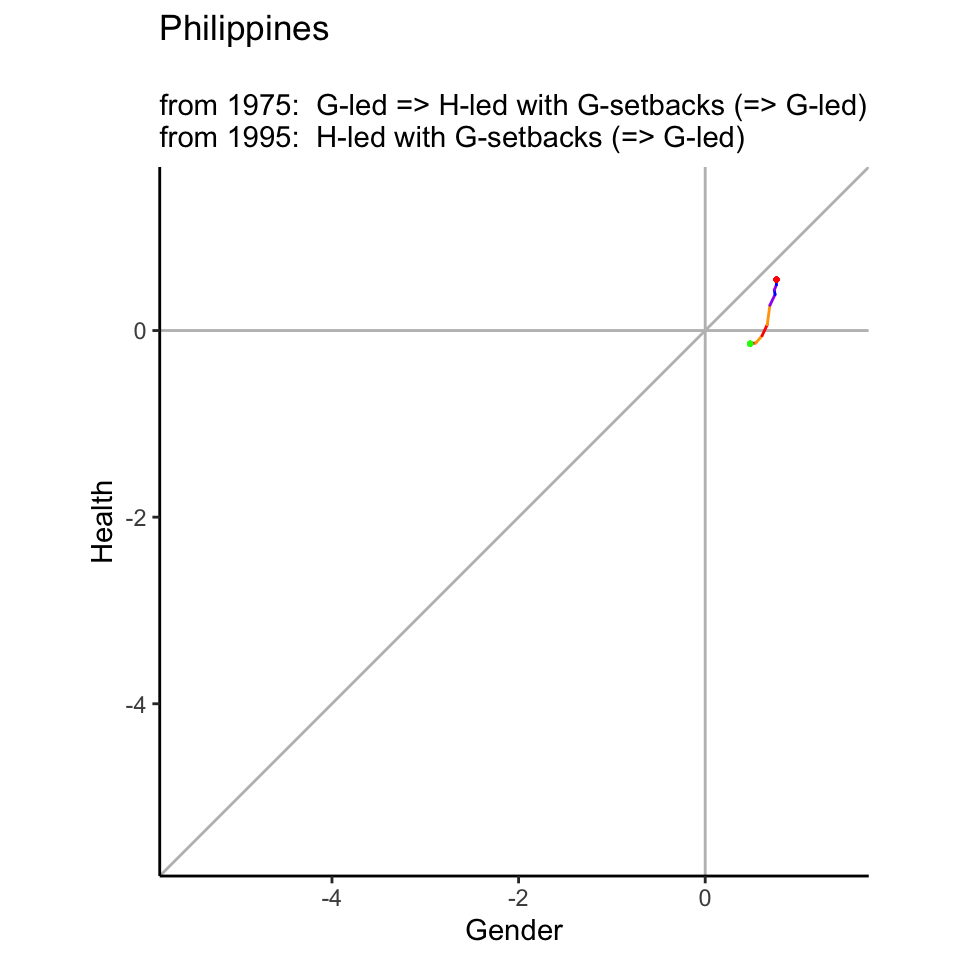 Philippines
from 1975:  G-led => H-led with G-setbacks (=> G-led)
from 1995:  H-led with G-setbacks (=> G-led)
0
-2
-4
Health
-4
-2
0
Gender